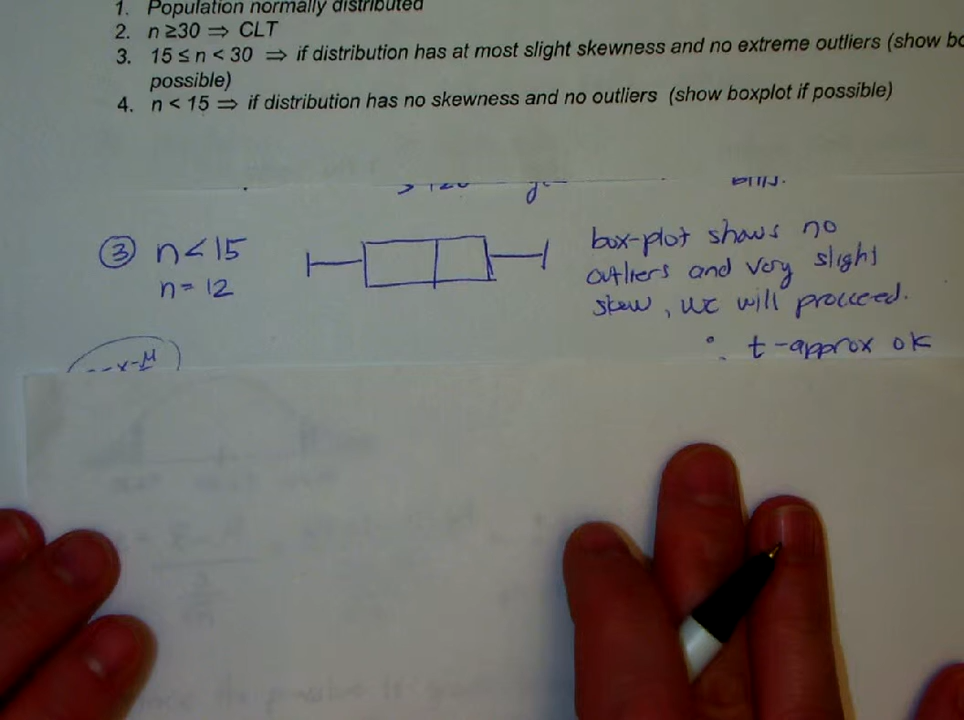 1. Population normally distributed
2. n ≥30 ⇒ CLT
3. 15 ≤ n < 30 ⇒ if distribution has at most slight skewness and no extreme outliers (show
possible)
4. n < 15 ⇒ if distribution has no skewness and no outliers (show boxplot if possible)
③ n < 15
n = 12
box-plot shows no
outliers and very slight
skew, we will proceed.
∴ t-approx ok